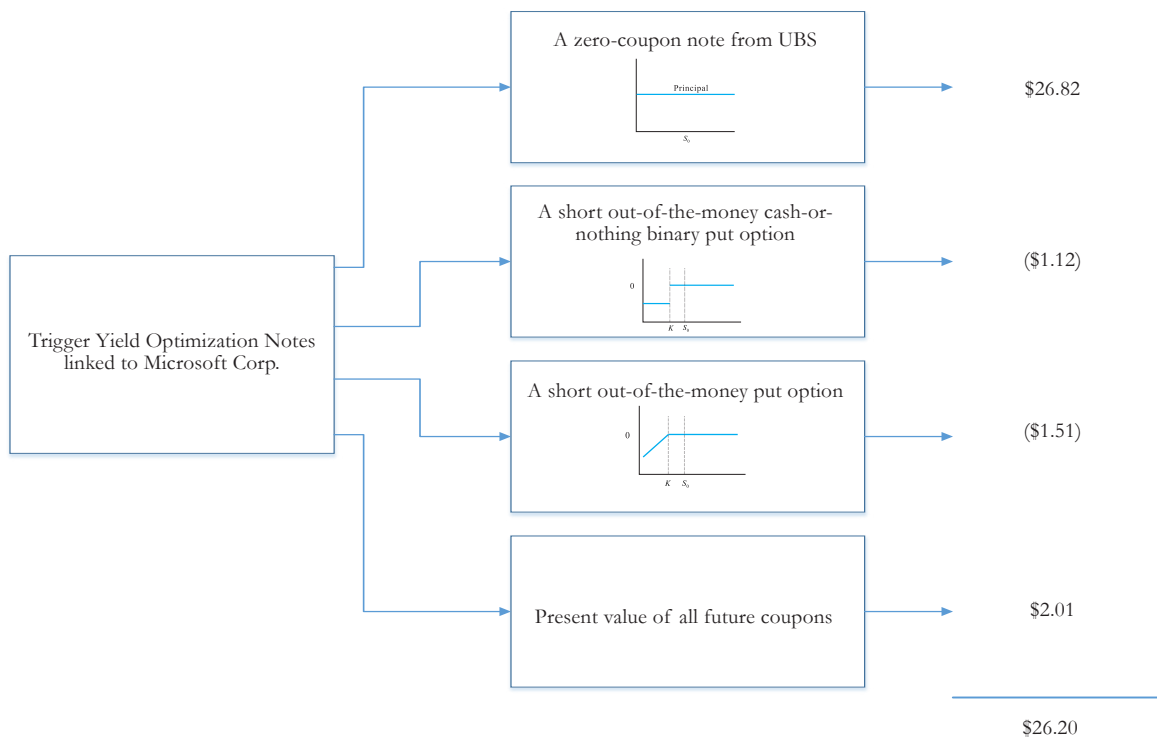 A zero-coupon note from UBS
Principal
S0
$26.82
A short out-of-the-money cash-or-
nothing binary put option
0
K S0
($1.12)
Trigger Yield Optimization Notes
linked to Microsoft Corp.
A short out-of-the-money put option
0
K S0
($1.51)
Present value of all future coupons
$2.01
$26.20